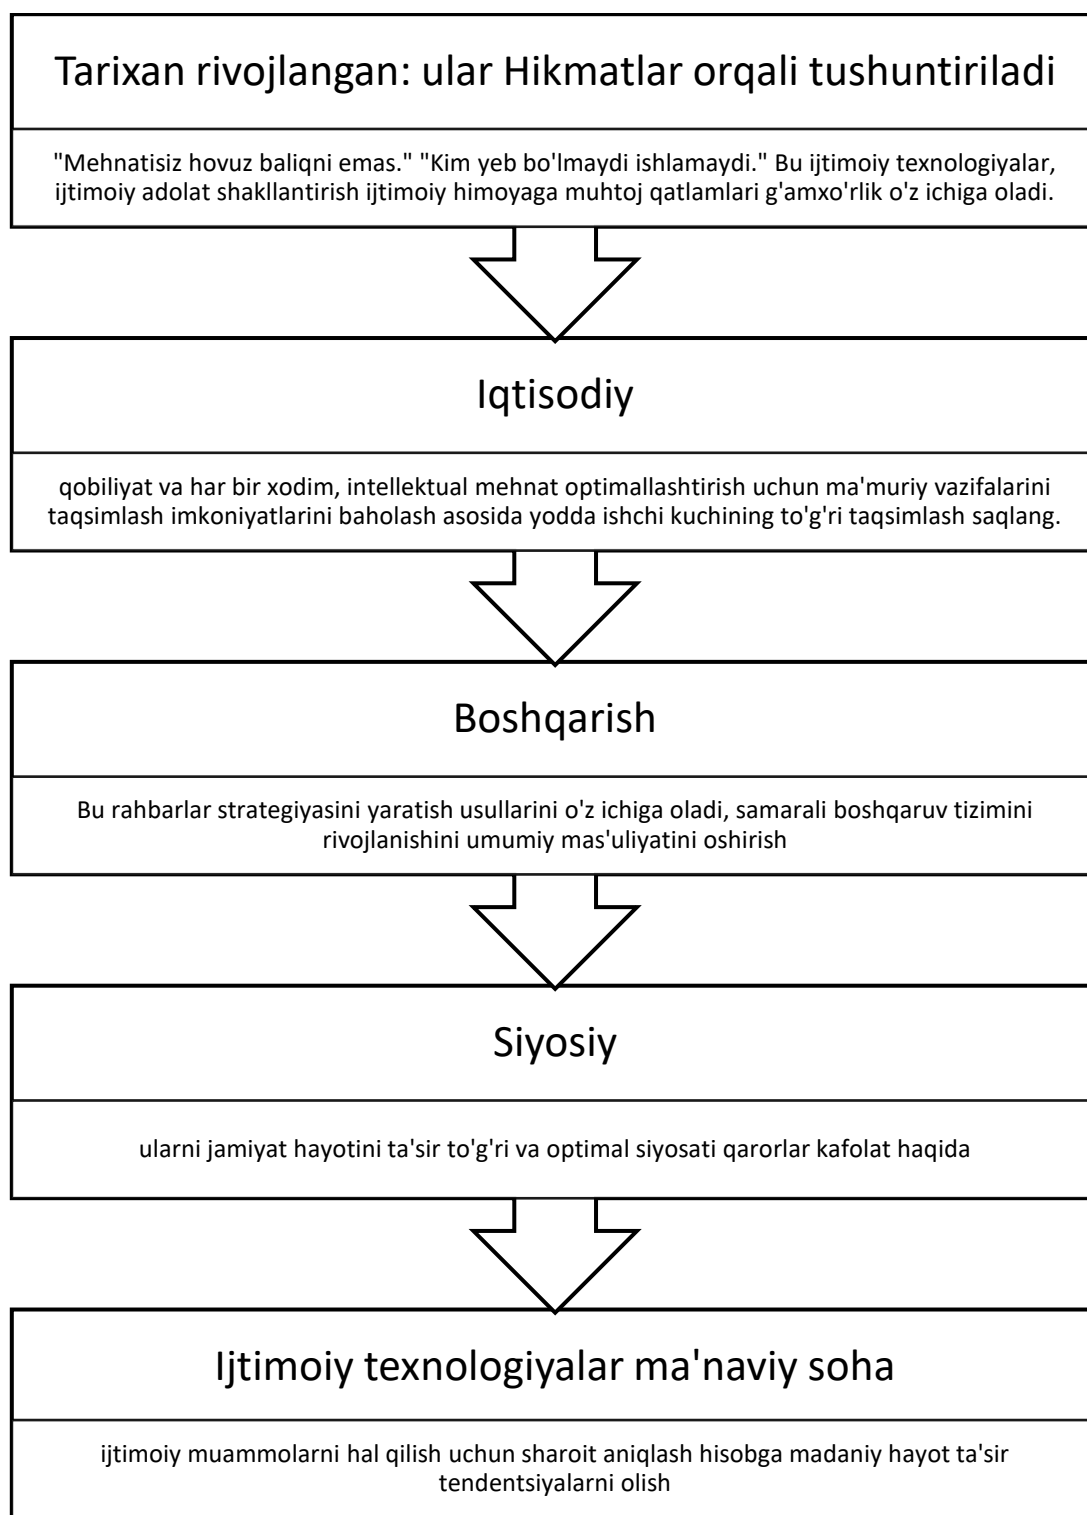 Tarixan rivojlangan: ular Hikmatlar orqali tushuntiriladi
"Mehnatisiz hovuz baliqni emas." "Kim yeb bo'lmaydi ishlamaydi." Bu ijtimoiy texnologiyalar,
ijtimoiy adolat shakllantirish ijtimoiy himoyaga muhtoj qatlamlari g'amxo'rlik o'z ichiga oladi.
Iqtisodiy
qobiliyat va har bir xodim, intellektual mehnat optimallashtirish uchun ma'muriy vazifalarini
taqsimlash imkoniyatlarini baholash asosida yodda ishchi kuchining to'g'ri taqsimlash saqlang.
Boshqarish
Bu rahbarlar strategiyasini yaratish usullarini o'z ichiga oladi, samarali boshqaruv tizimini
rivojlanishini umumiy mas'uliyatini oshirish
Siyosiy
ularni jamiyat hayotini ta'sir to'g'ri va optimal siyosati qarorlar kafolat haqida
Ijtimoiy texnologiyalar ma'naviy soha
ijtimoiy muammolarni hal qilish uchun sharoit aniqlash hisobga madaniy hayot ta'sir
tendentsiyalarni olish